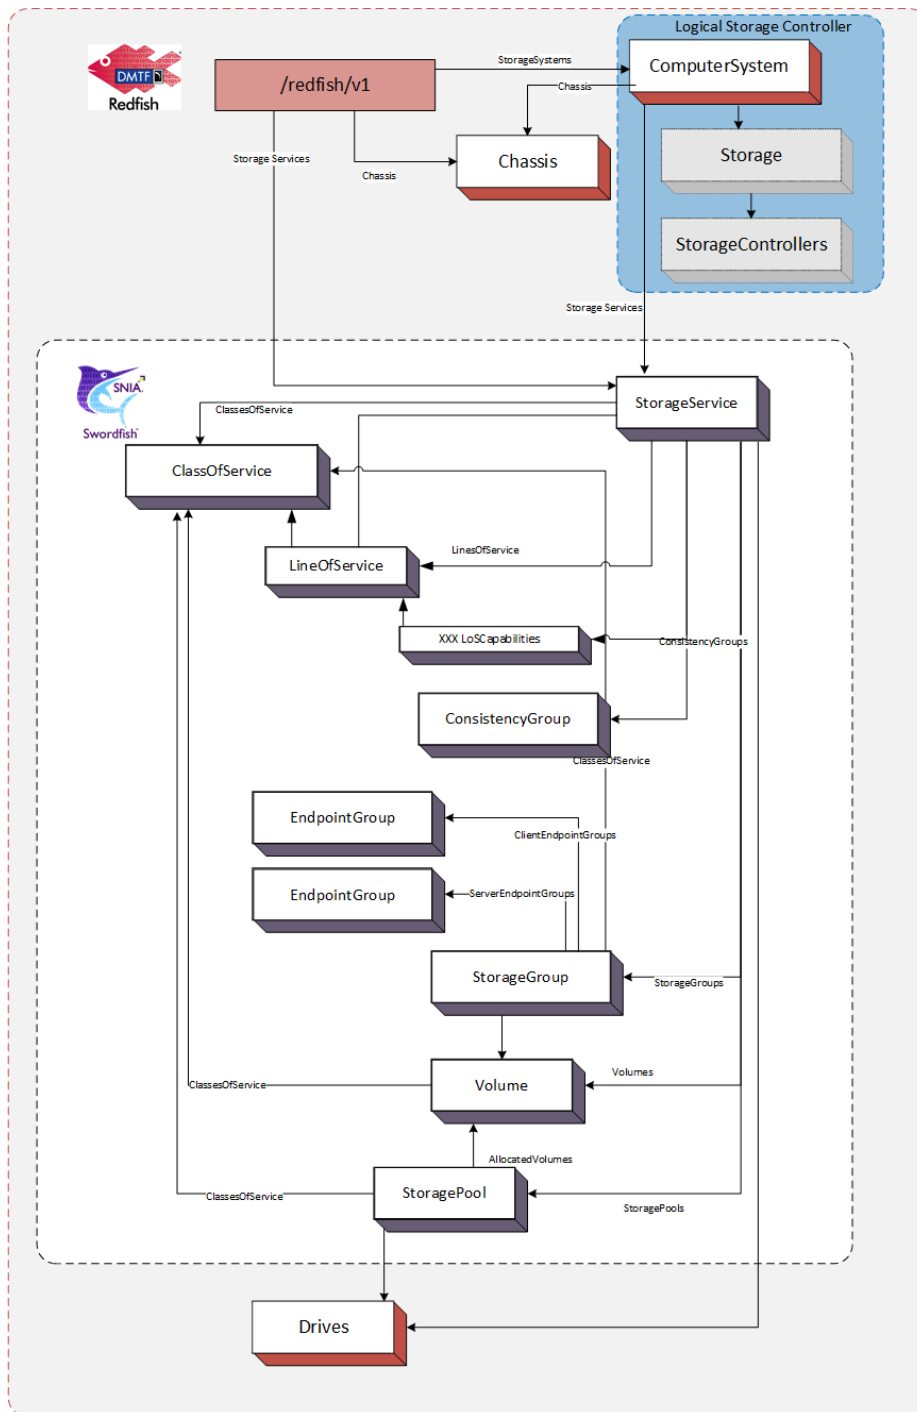 Logical Storage Controller
DMTF
Redfish
/redfish/v1
StorageSystems
ComputerSystem
Chassis
Storage Services
Chassis
Chassis
Storage
StorageControllers
Storage Services
SNIA
Swordfish
StorageService
ClassesOfService
ClassOfService
LinesOfService
LineOfService
XXX LoSCapabilities
ConsistencyGroups
ConsistencyGroup
ClassesOfService
EndpointGroup
ClientEndpointGroups
EndpointGroup
ServerEndpointGroups
StorageGroup
StorageGroups
Volumes
Volume
ClassesOfService
AllocatedVolumes
StoragePool
ClassesOfService
StoragePools
Drives